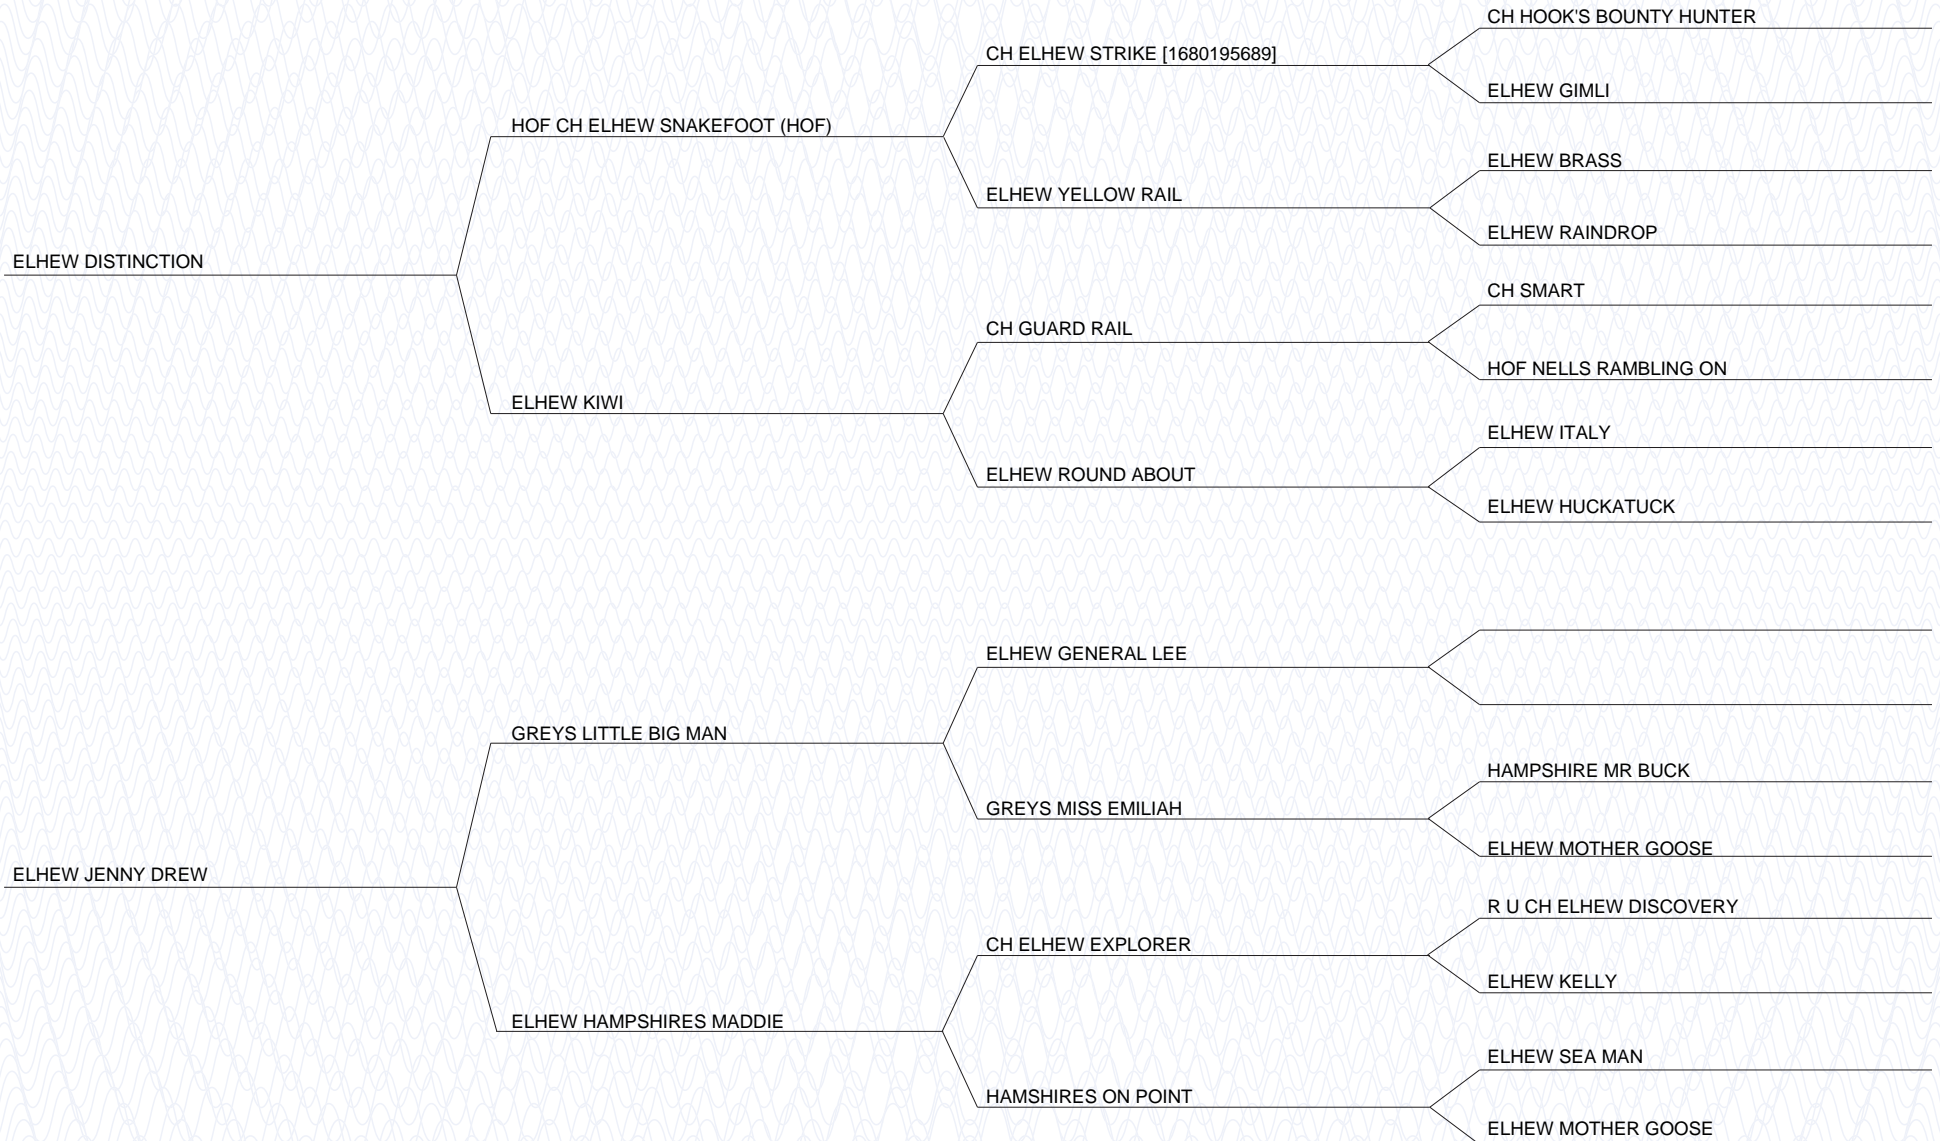 CH HOOK'S BOUNTY HUNTER
CH ELHEW STRIKE [1680195689]
ELHEW GIMLI
HOF CH ELHEW SNAKEFOOT (HOF)
ELHEW BRASS
ELHEW YELLOW RAIL
ELHEW RAINDROP
ELHEW DISTINCTION
CH SMART
CH GUARD RAIL
HOF NELLS RAMBLING ON
ELHEW KIWI
ELHEW ITALY
ELHEW ROUND ABOUT
ELHEW HUCKATUCK
ELHEW GENERAL LEE
GREYS LITTLE BIG MAN
HAMPSHIRE MR BUCK
GREYS MISS EMILIAH
ELHEW MOTHER GOOSE
ELHEW JENNY DREW
R U CH ELHEW DISCOVERY
CH ELHEW EXPLORER
ELHEW KELLY
ELHEW HAMPSHIRES MADDIE
ELHEW SEA MAN
HAMSHIRES ON POINT
ELHEW MOTHER GOOSE